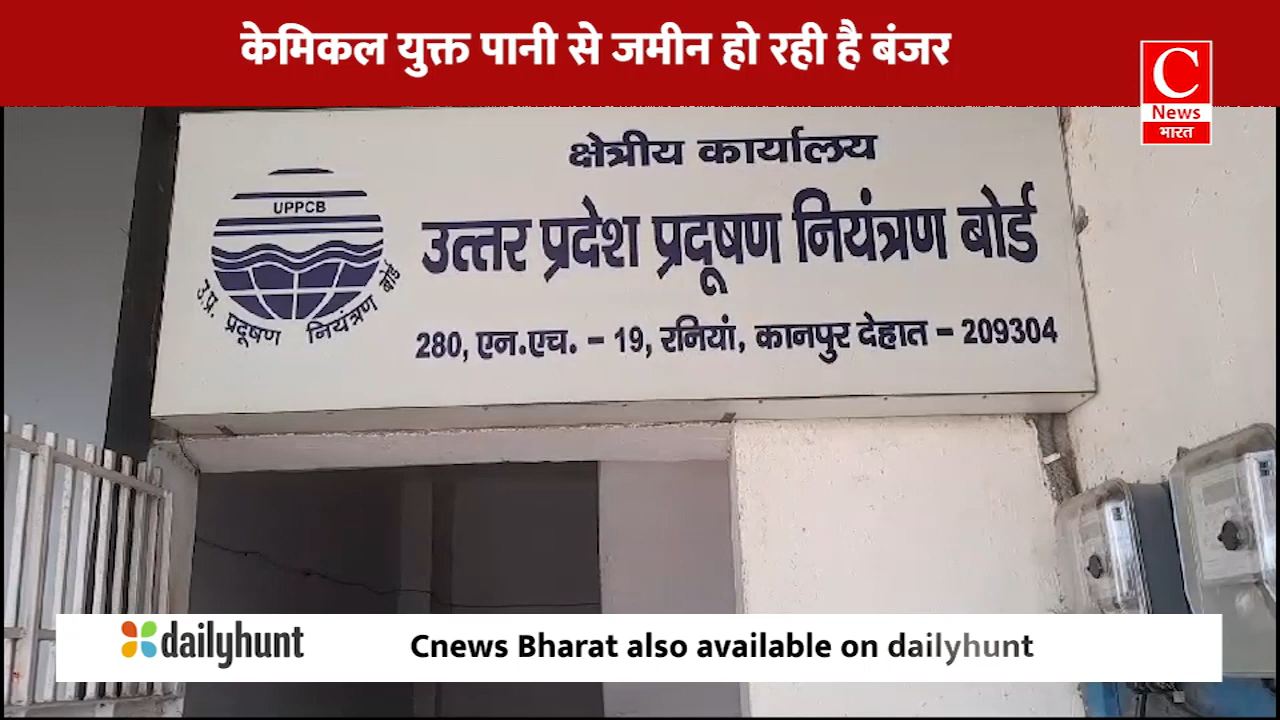 केमिकल युक्त पानी से जमीन हो रही है बंजर
C
News
भारत
क्षेत्रीय कार्यालय
UPPCB
उत्तर प्रदेश प्रदूषण नियंत्रण बोर्ड
उ.प्र. प्रदूषण नियंत्रण बोर्ड
280, एन.एच. – 19, रनियां, कानपुर देहात – 209304
dailyhunt
Cnews Bharat also available on dailyhunt